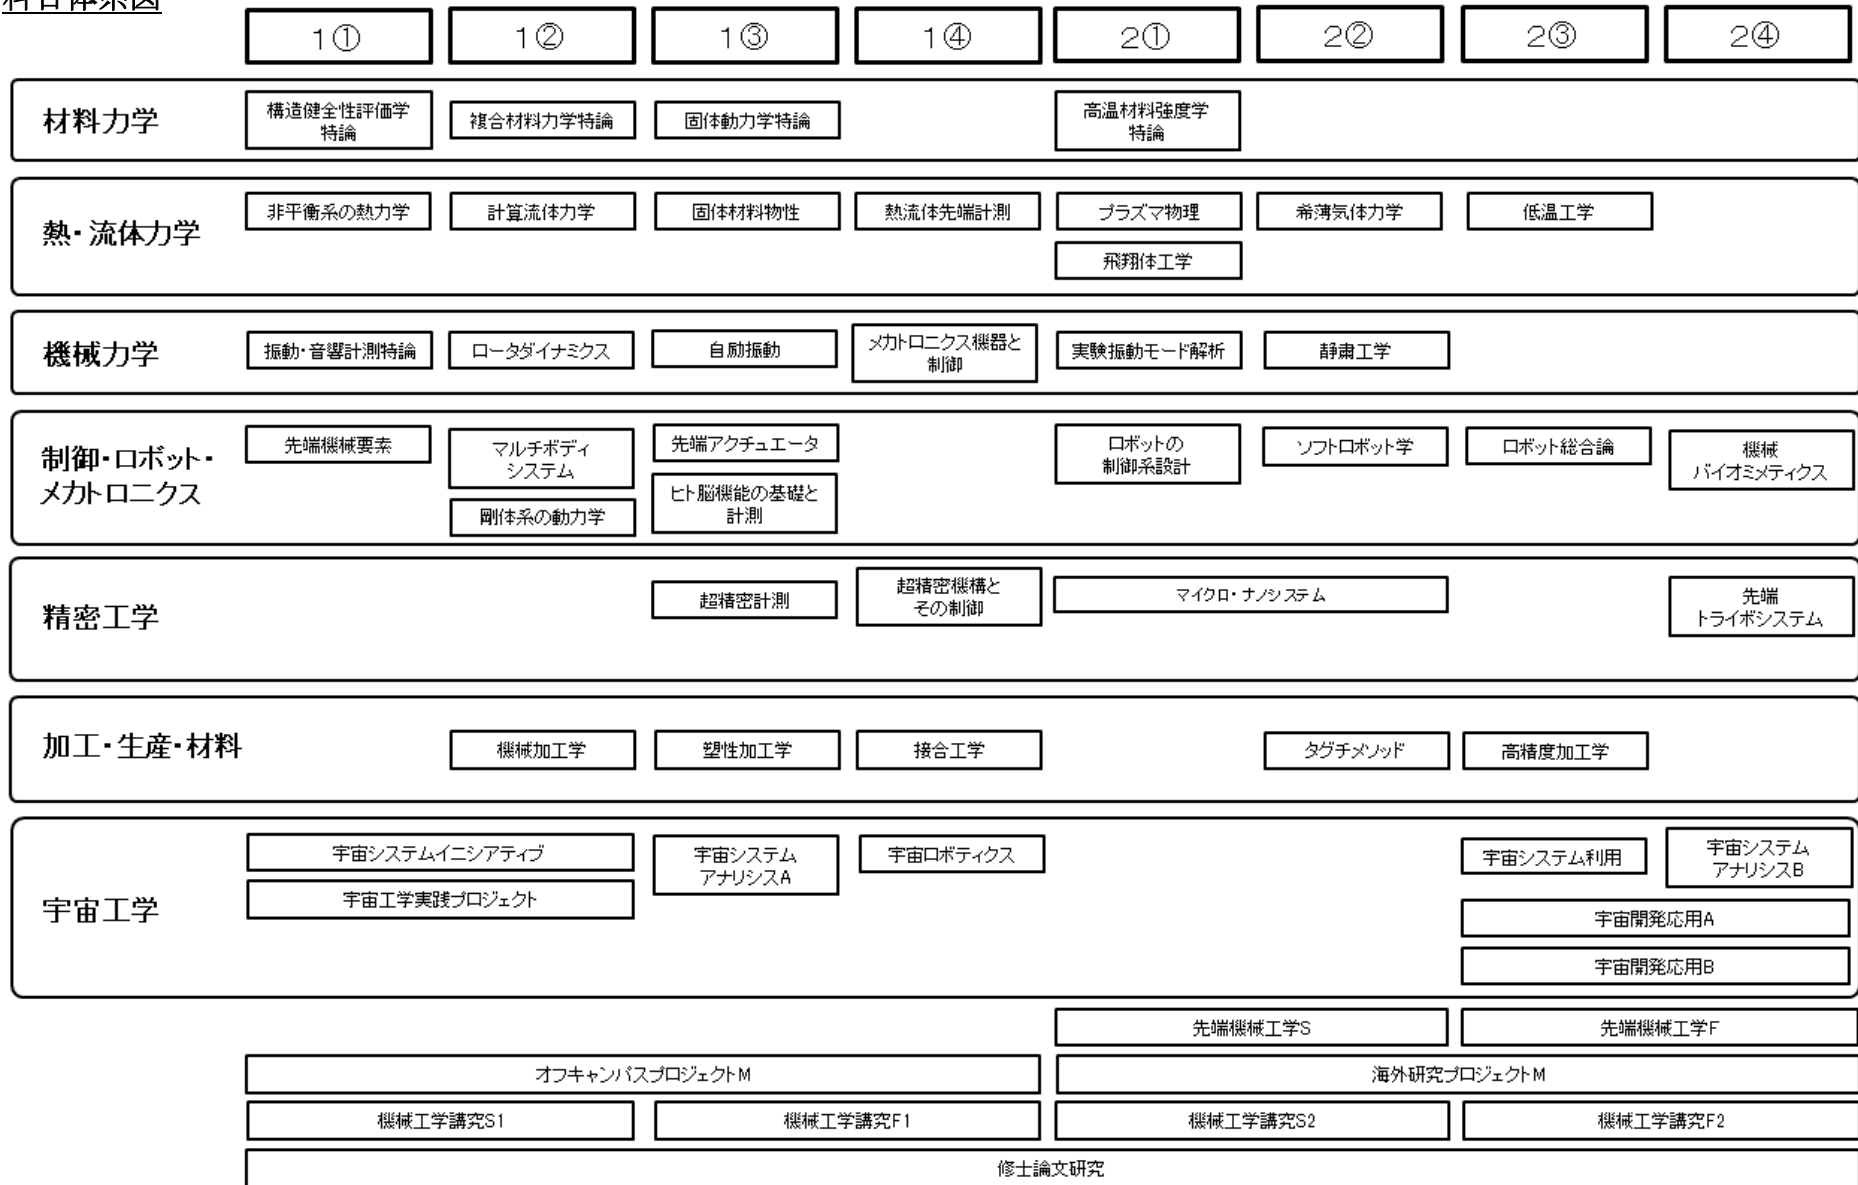 科目体系図
1① 1② 1③ 1④ 2① 2② 2③ 2④
材料力学
構造健全性評価学
特論
複合材料力学特論
固体動力学特論
高温材料強度学
特論
熱・流体力学
非平衡系の熱力学
計算流体力学
固体材料物性
熱流体先端計測
プラズマ物理
希薄気体力学
低温工学
飛翔体工学
機械力学
振動・音響計測特論
ロータダイナミクス
自励振動
メカトロニクス機器と
制御
実験振動モード解析
静粛工学
制御・ロボット・
メカトロニクス
先端機械要素
マルチボディ
システム
剛体系の動力学
先端アクチュエータ
ヒト脳機能の基礎と
計測
ロボットの
制御系設計
ソフトロボット学
ロボット総合論
機械
バイオミメティクス
精密工学
超精密計測
超精密機構と
その制御
マイクロ・ナノシステム
先端
トライボシステム
加工・生産・材料
機械加工学
塑性加工学
接合工学
タグチメソッド
高精度加工学
宇宙工学
宇宙システムイニシアティブ
宇宙工学実践プロジェクト
宇宙システム
アナリシスA
宇宙ロボティクス
宇宙システム利用
宇宙システム
アナリシスB
宇宙開発応用A
宇宙開発応用B
先端機械工学S
先端機械工学F
オフキャンパスプロジェクトM
海外研究プロジェクトM
機械工学講究S1
機械工学講究F1
機械工学講究S2
機械工学講究F2
修士論文研究